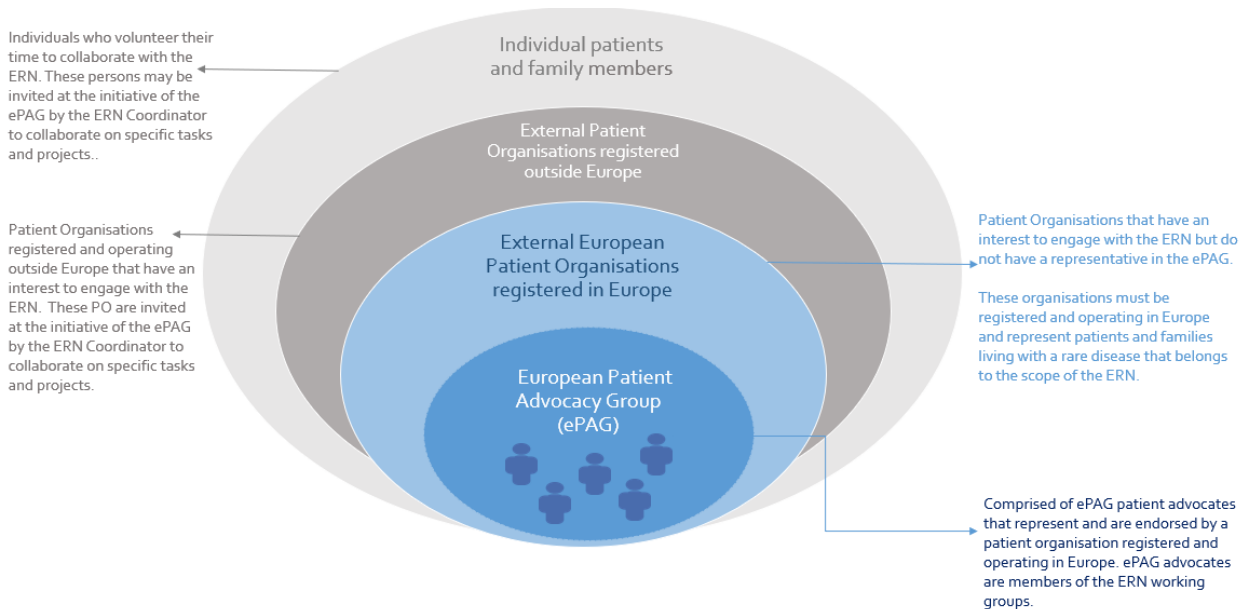 Individuals who volunteer their
time to collaborate with the
ERN. These persons may be
invited at the initiative of the
ePAG by the ERN Coordinator
to collaborate on specific tasks
and projects..
Patient Organisations
registered and operating
outside Europe that have an
interest to engage with the
ERN.  These PO are invited
at the initiative of the ePAG
by the ERN Coordinator to
collaborate on specific tasks
and projects.
Individual patients
and family members
External Patient
Organisations registered
outside Europe
External European
Patient Organisations
registered in Europe
European Patient
Advocacy Group
(ePAG)
Patient Organisations that have an
interest to engage with the ERN but do
not have a representative in the ePAG.
These organisations must be
registered and operating in Europe
and represent patients and families
living with a rare disease that belongs
to the scope of the ERN.
Comprised of ePAG patient advocates
that represent and are endorsed by a
patient organisation registered and
operating in Europe. ePAG advocates
are members of the ERN working
groups.